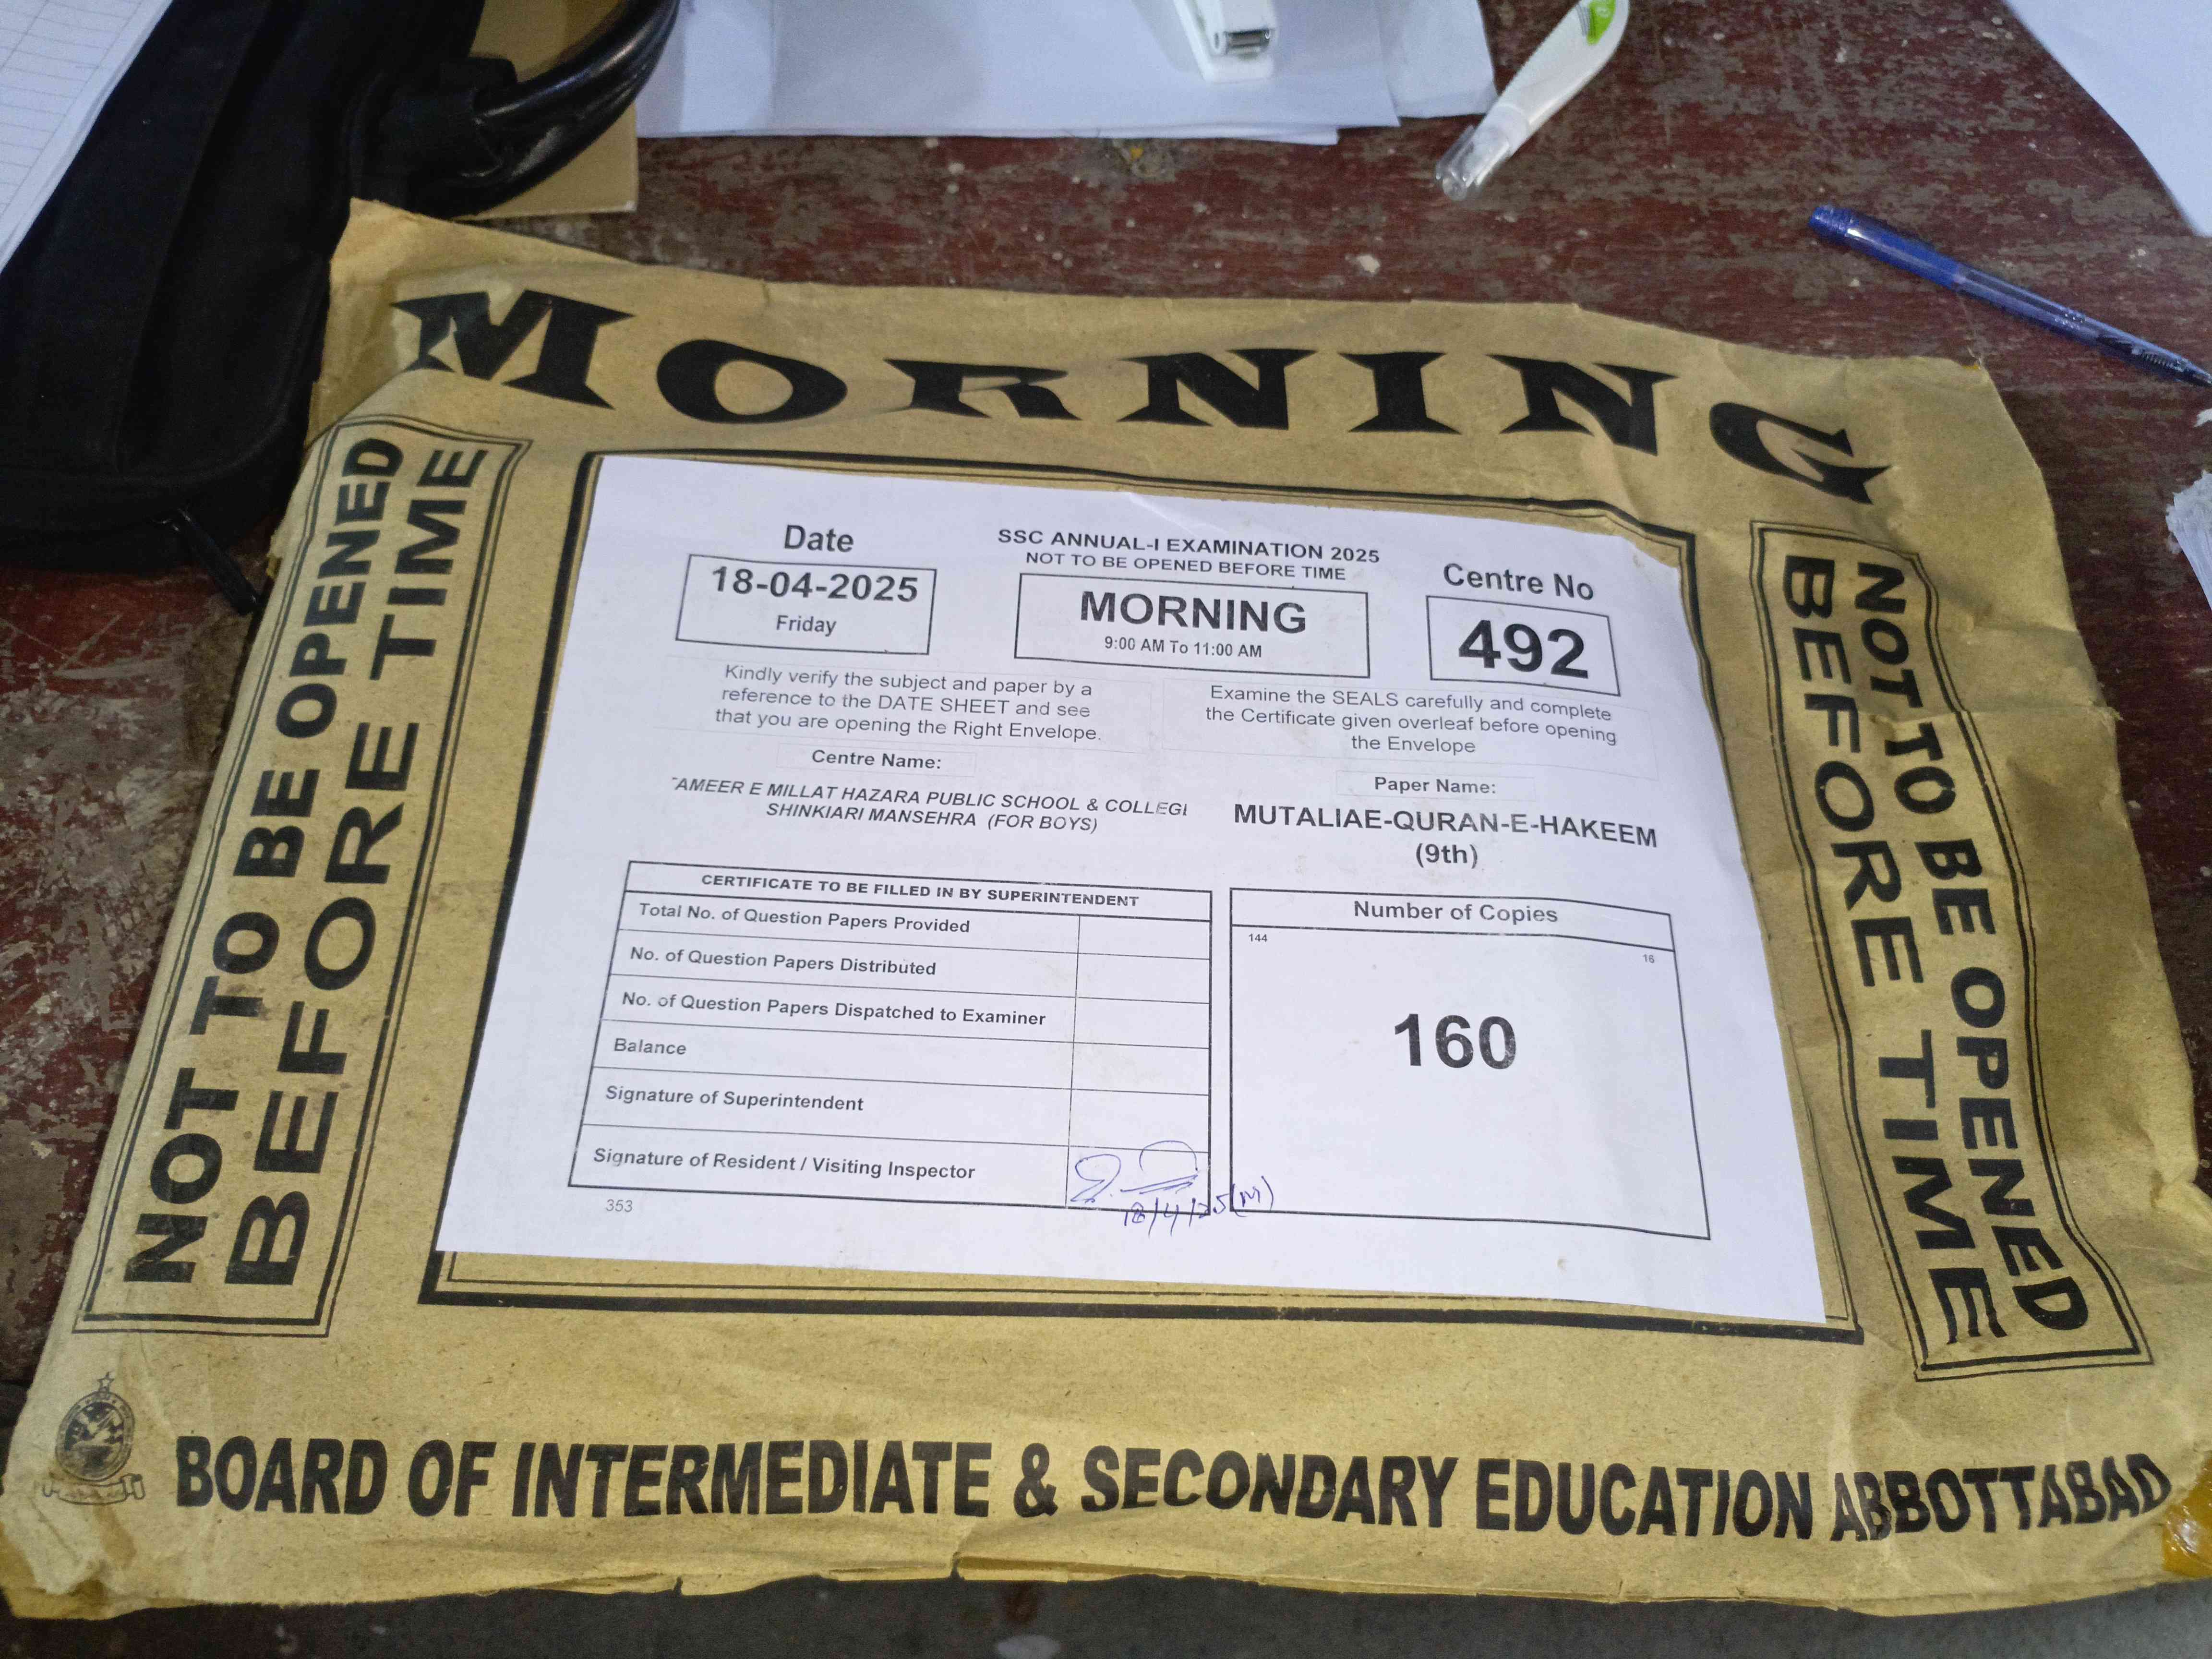 MORNING
NOT TO BE OPENED
BEFORE TIME
Date
18-04-2025
Friday
SSC ANNUAL-I EXAMINATION 2025
NOT TO BE OPENED BEFORE TIME
MORNING
9:00 AM To 11:00 AM
Centre No
492
Kindly verify the subject and paper by a
reference to the DATE SHEET and see
that you are opening the Right Envelope.
Examine the SEALS carefully and complete
the Certificate given overleaf before opening
the Envelope
Centre Name:
AMEER E MILLAT HAZARA PUBLIC SCHOOL & COLLEGE
SHINKIARI MANSEHRA (FOR BOYS)
Paper Name:
MUTALIAE-QURAN-E-HAKEEM
(9th)
CERTIFICATE TO BE FILLED IN BY SUPERINTENDENT
Total No. of Question Papers Provided
No. of Question Papers Distributed
No. of Question Papers Dispatched to Examiner
Balance
Signature of Superintendent
Signature of Resident / Visiting Inspector
18/4/25(M)
353
Number of Copies
144
16
160
NOT TO BE OPENED
BEFORE TIME
BOARD OF INTERMEDIATE & SECONDARY EDUCATION ABBOTTABAD